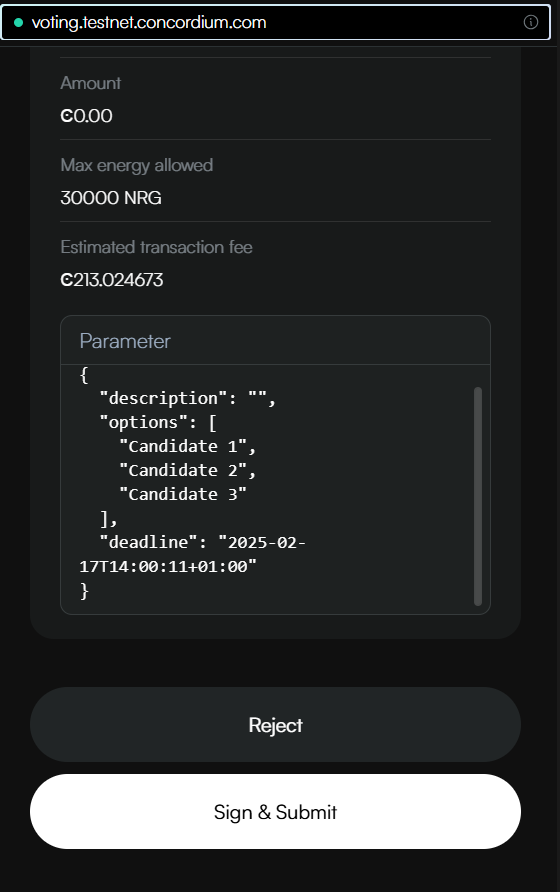 voting.testnet.concordium.com
Amount
Ͼ0.00
Max energy allowed
30000 NRG
Estimated transaction fee
Ͼ213.024673
Parameter
{
  "description": "",
  "options": [
    "Candidate 1",
    "Candidate 2",
    "Candidate 3"
  ],
  "deadline": "2025-02-
17T14:00:11+01:00"
}
Reject
Sign & Submit